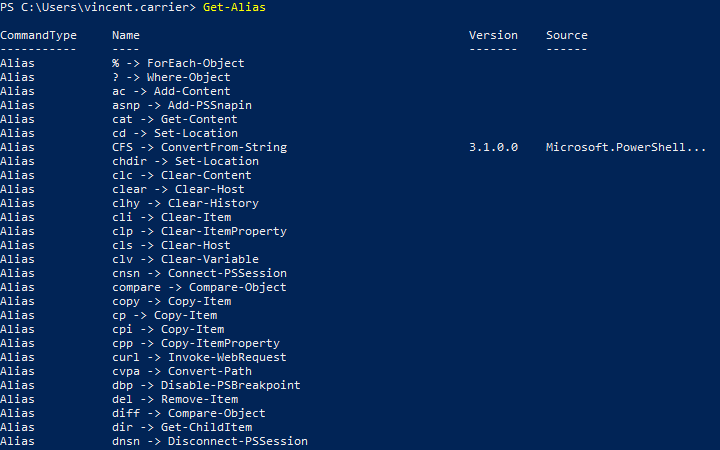 PS C:\Users\vincent.carrier> Get-Alias
CommandType     Name                                               Version    Source
-----------     ----                                               -------    ------
Alias           % -> ForEach-Object
Alias           ? -> Where-Object
Alias           ac -> Add-Content
Alias           asnp -> Add-PSSnapin
Alias           cat -> Get-Content
Alias           cd -> Set-Location
Alias           CFS -> ConvertFrom-String                          3.1.0.0    Microsoft.PowerShell...
Alias           chdir -> Set-Location
Alias           clc -> Clear-Content
Alias           clear -> Clear-Host
Alias           clhy -> Clear-History
Alias           cli -> Clear-Item
Alias           clp -> Clear-ItemProperty
Alias           cls -> Clear-Host
Alias           clv -> Clear-Variable
Alias           cnsn -> Connect-PSSession
Alias           compare -> Compare-Object
Alias           copy -> Copy-Item
Alias           cp -> Copy-Item
Alias           cpi -> Copy-Item
Alias           cpp -> Copy-ItemProperty
Alias           curl -> Invoke-WebRequest
Alias           cvpa -> Convert-Path
Alias           dbp -> Disable-PSBreakpoint
Alias           del -> Remove-Item
Alias           diff -> Compare-Object
Alias           dir -> Get-ChildItem
Alias           dnsn -> Disconnect-PSSession